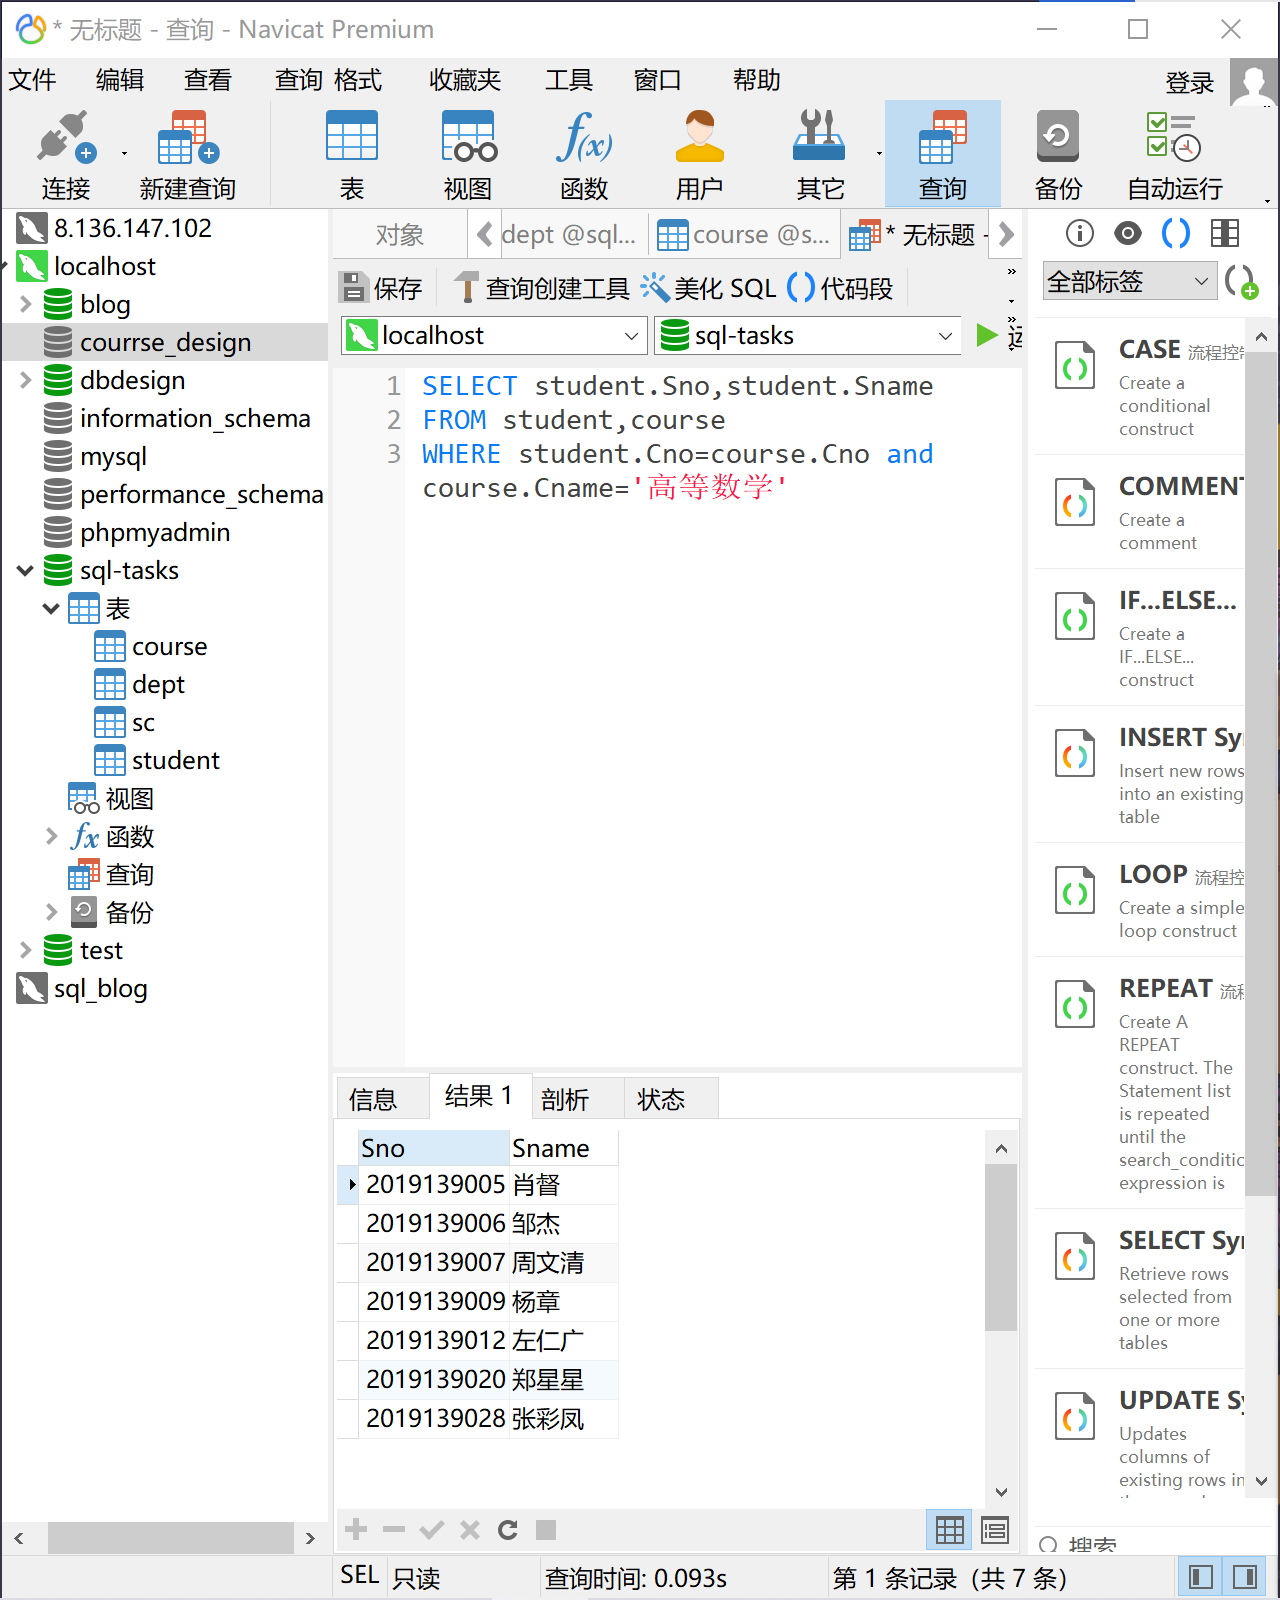 * 无标题 - 查询 - Navicat Premium
文件 编辑 查看 查询 格式 收藏夹 工具 窗口 帮助 登录
连接 新建查询 表 视图 函数 用户 其它 查询 备份 自动运行
8.136.147.102
localhost
blog
courrse_design
dbdesign
information_schema
mysql
performance_schema
phpmyadmin
sql-tasks
表
course
dept
sc
student
视图
函数
查询
备份
test
sql_blog
对象 dept @sql... course @s... * 无标题 -
保存 查询创建工具 美化 SQL 代码段
localhost sql-tasks
1 SELECT student.Sno,student.Sname
2 FROM student,course
3 WHERE student.Cno=course.Cno and
course.Cname='高等数学'
信息 结果 1 剖析 状态
Sno Sname
2019139005 肖督
2019139006 邹杰
2019139007 周文清
2019139009 杨章
2019139012 左仁广
2019139020 郑星星
2019139028 张彩凤
全部标签
CASE 流程控制
Create a
conditional
construct
COMMENT
Create a
comment
IF...ELSE...
Create a
IF...ELSE...
construct
INSERT Sy
Insert new rows
into an existing
table
LOOP 流程控
Create a simple
loop construct
REPEAT 流程
Create A
REPEAT
construct. The
Statement list
is repeated
until the
search_conditic
expression is
SELECT Sy
Retrieve rows
selected from
one or more
tables
UPDATE S
Updates
columns of
existing rows in
搜索
SEL 只读 查询时间: 0.093s 第 1 条记录（共 7 条）